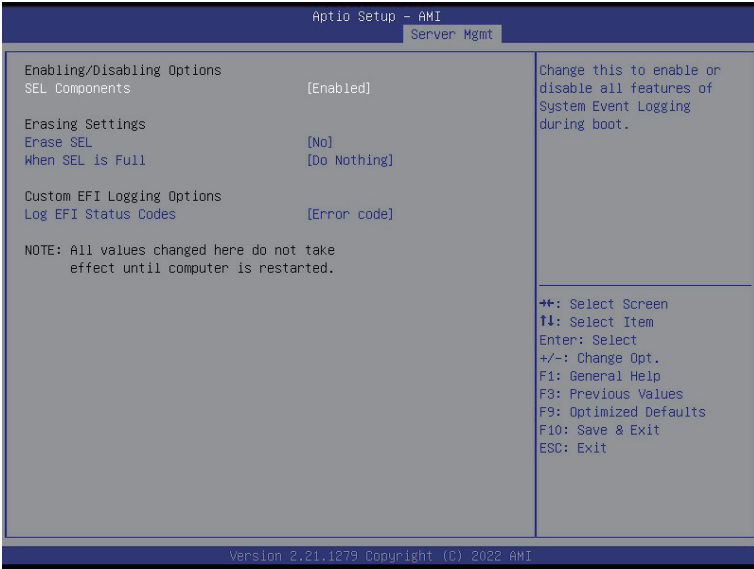 Aptio Setup – AMI
Server Mgmt
Enabling/Disabling Options
SEL Components [Enabled]
Erasing Settings
Erase SEL [No]
When SEL is Full [Do Nothing]
Custom EFI Logging Options
Log EFI Status Codes [Error code]
NOTE: All values changed here do not take
effect until computer is restarted.
Change this to enable or
disable all features of
System Event Logging
during boot.
→←: Select Screen
↑↓: Select Item
Enter: Select
+/-: Change Opt.
F1: General Help
F3: Previous Values
F9: Optimized Defaults
F10: Save & Exit
ESC: Exit
Version 2.21.1279 Copyright (C) 2022 AMI